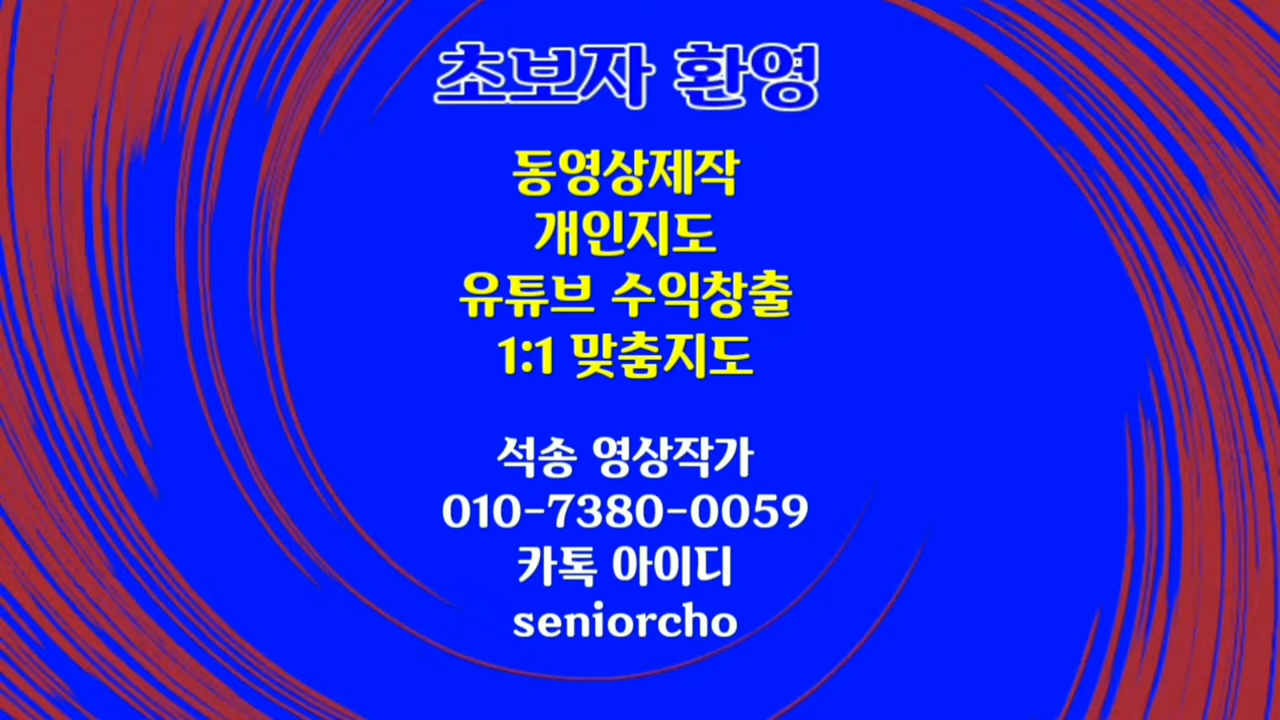 초보자 환영
동영상제작
개인지도
유튜브 수익창출
1:1 맞춤지도
석송 영상작가
010-7380-0059
카톡 아이디
seniorcho